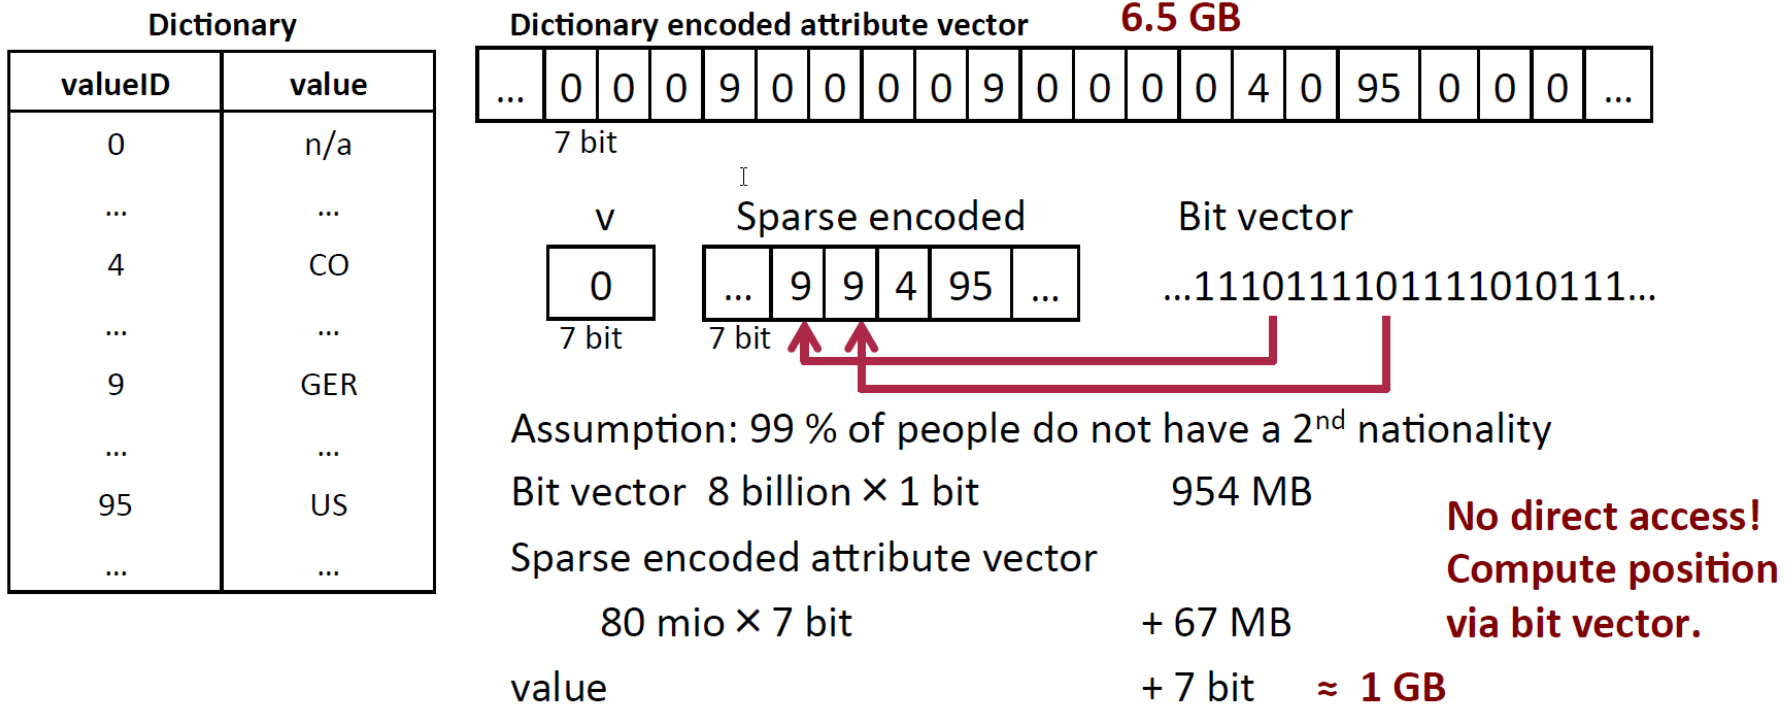 Dictionary
valueID value
0 n/a
... ...
4 CO
... ...
9 GER
... ...
95 US
... ...
Dictionary encoded attribute vector 6.5 GB
... 0 0 0 9 0 0 0 0 9 0 0 0 0 4 0 95 0 0 0 ...
7 bit
v Sparse encoded Bit vector
0 ... 9 9 4 95 ... ...1110111101111010111...
7 bit 7 bit
Assumption: 99 % of people do not have a 2nd nationality
Bit vector 8 billion × 1 bit 954 MB
Sparse encoded attribute vector
80 mio × 7 bit + 67 MB
value + 7 bit ≈ 1 GB
No direct access!
Compute position
via bit vector.